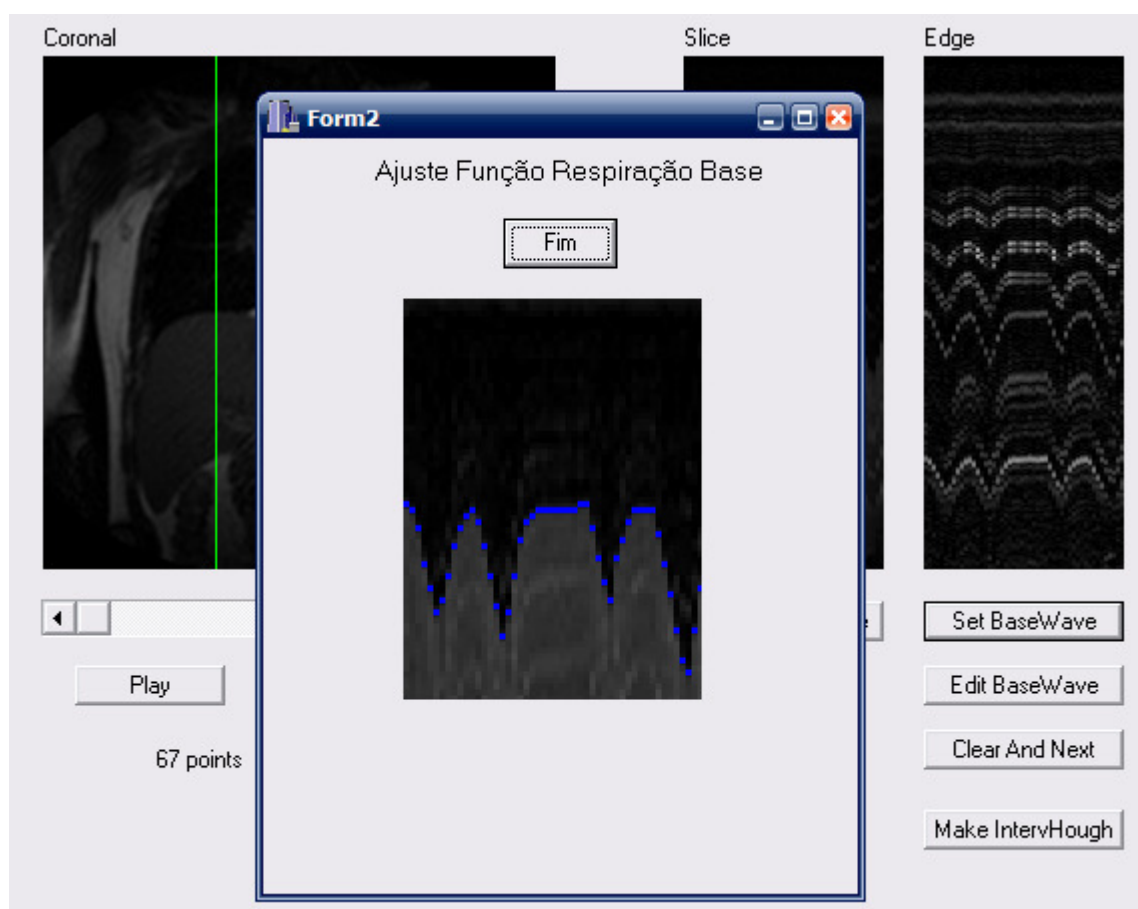 Coronal
Slice
Edge
Form2
Ajuste Função Respiração Base
Fim
Set BaseWave
Play
Edit BaseWave
67 points
Clear And Next
Make IntervHough